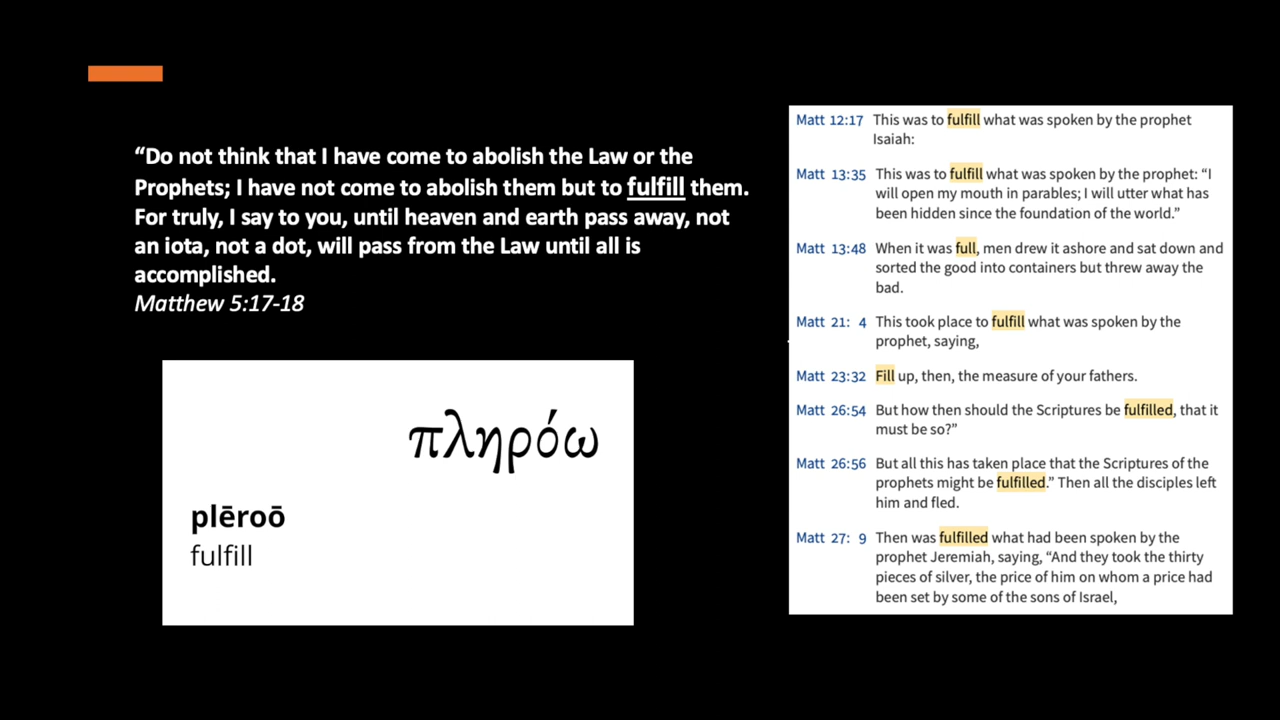 “Do not think that I have come to abolish the Law or the
Prophets; I have not come to abolish them but to fulfill them.
For truly, I say to you, until heaven and earth pass away, not
an iota, not a dot, will pass from the Law until all is
accomplished.
Matthew 5:17-18
πληρόω
plēroō
fulfill
Matt 12:17 This was to fulfill what was spoken by the prophet
Isaiah:
Matt 13:35 This was to fulfill what was spoken by the prophet: “I
will open my mouth in parables; I will utter what has
been hidden since the foundation of the world.”
Matt 13:48 When it was full, men drew it ashore and sat down and
sorted the good into containers but threw away the
bad.
Matt 21: 4 This took place to fulfill what was spoken by the
prophet, saying,
Matt 23:32 Fill up, then, the measure of your fathers.
Matt 26:54 But how then should the Scriptures be fulfilled, that it
must be so?”
Matt 26:56 But all this has taken place that the Scriptures of the
prophets might be fulfilled.” Then all the disciples left
him and fled.
Matt 27: 9 Then was fulfilled what had been spoken by the
prophet Jeremiah, saying, “And they took the thirty
pieces of silver, the price of him on whom a price had
been set by some of the sons of Israel,